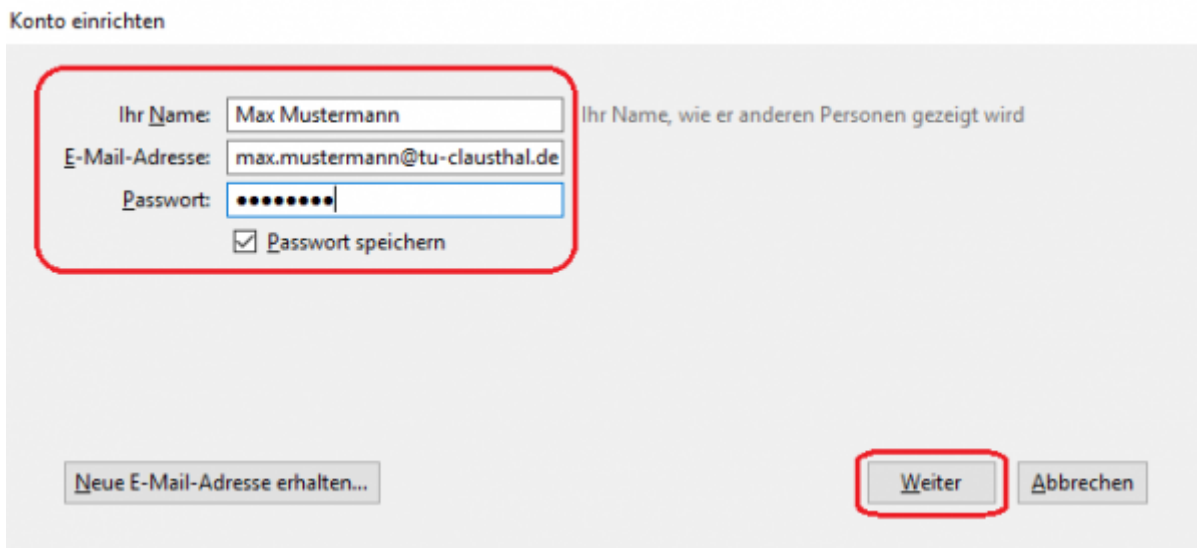 Konto einrichten
Ihr Name: Max Mustermann Ihr Name, wie er anderen Personen gezeigt wird
E-Mail-Adresse: max.mustermann@tu-clausthal.de
Passwort: ●●●●●●●●
Passwort speichern
Neue E-Mail-Adresse erhalten... Weiter Abbrechen